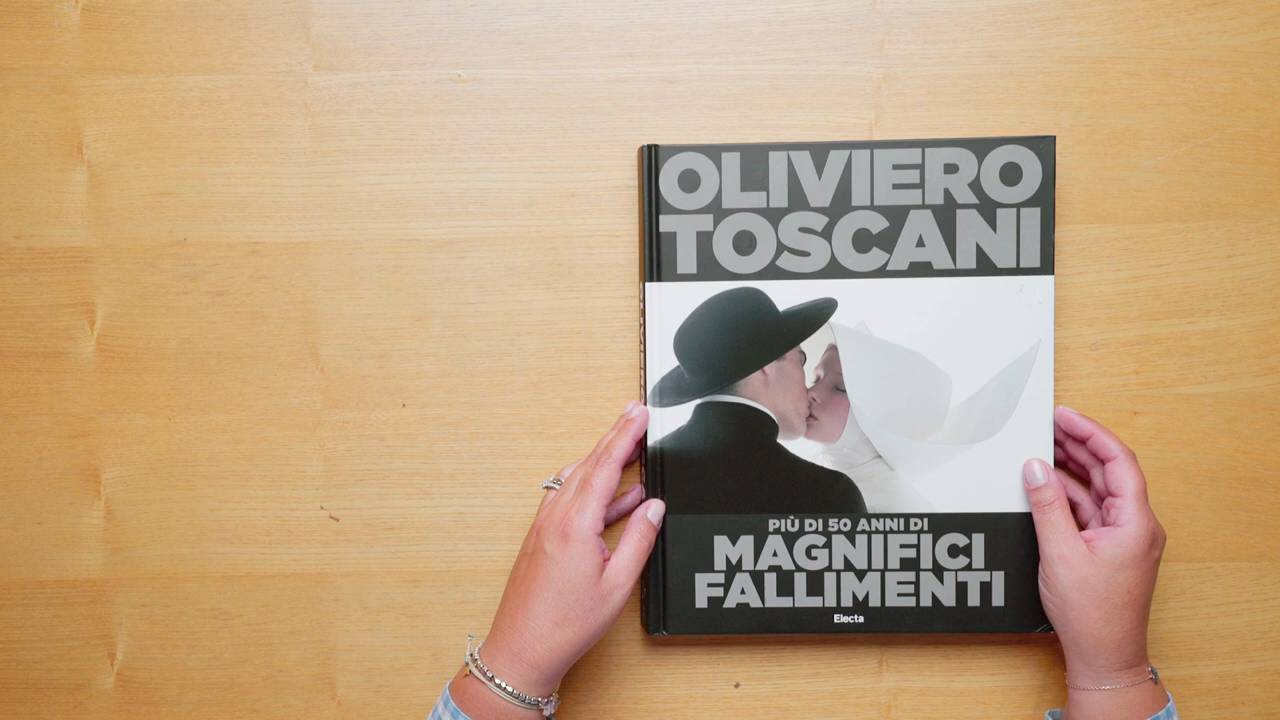 OLIVIERO
TOSCANI
PIÙ DI 50 ANNI DI
MAGNIFICI
FALLIMENTI
Electa